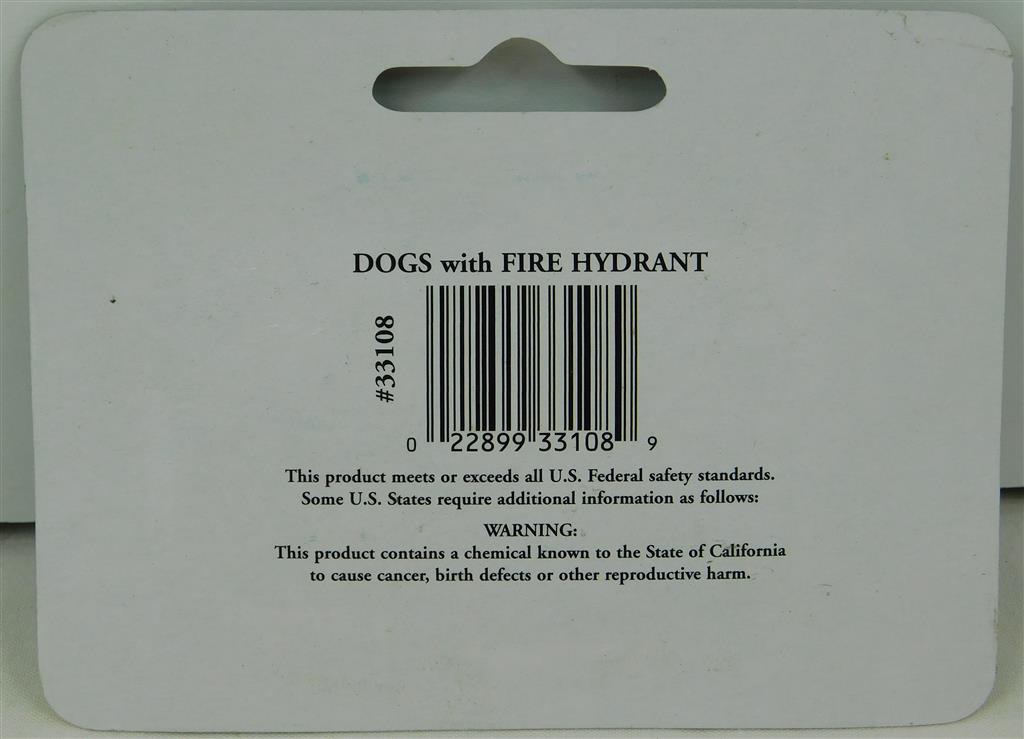 DOGS with FIRE HYDRANT
#33108
0 22899 33108 9
This product meets or exceeds all U.S. Federal safety standards.
Some U.S. States require additional information as follows:
WARNING:
This product contains a chemical known to the State of California
to cause cancer, birth defects or other reproductive harm.